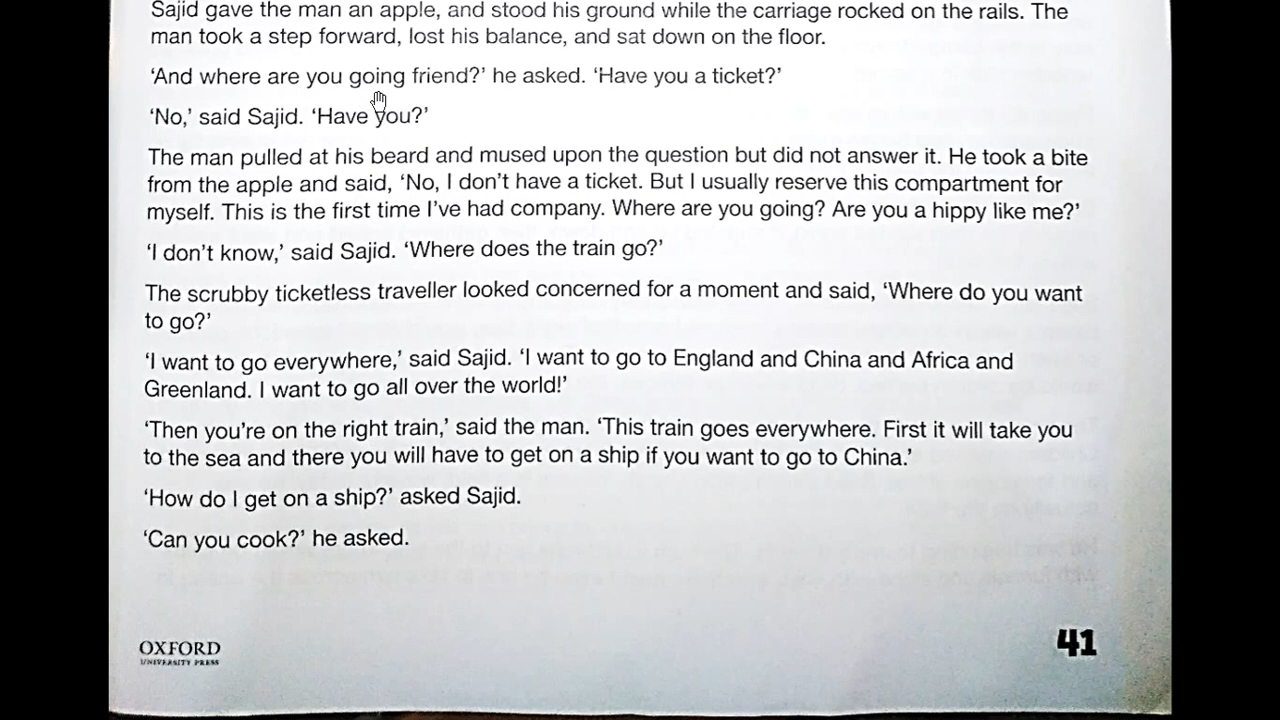 Sajid gave the man an apple, and stood his ground while the carriage rocked on the rails. The
man took a step forward, lost his balance, and sat down on the floor.
‘And where are you going friend?’ he asked. ‘Have you a ticket?’
‘No,’ said Sajid. ‘Have you?’
The man pulled at his beard and mused upon the question but did not answer it. He took a bite
from the apple and said, ‘No, I don’t have a ticket. But I usually reserve this compartment for
myself. This is the first time I’ve had company. Where are you going? Are you a hippy like me?’
‘I don’t know,’ said Sajid. ‘Where does the train go?’
The scrubby ticketless traveller looked concerned for a moment and said, ‘Where do you want
to go?’
‘I want to go everywhere,’ said Sajid. ‘I want to go to England and China and Africa and
Greenland. I want to go all over the world!’
‘Then you’re on the right train,’ said the man. ‘This train goes everywhere. First it will take you
to the sea and there you will have to get on a ship if you want to go to China.’
‘How do I get on a ship?’ asked Sajid.
‘Can you cook?’ he asked.
OXFORD
UNIVERSITY PRESS
41